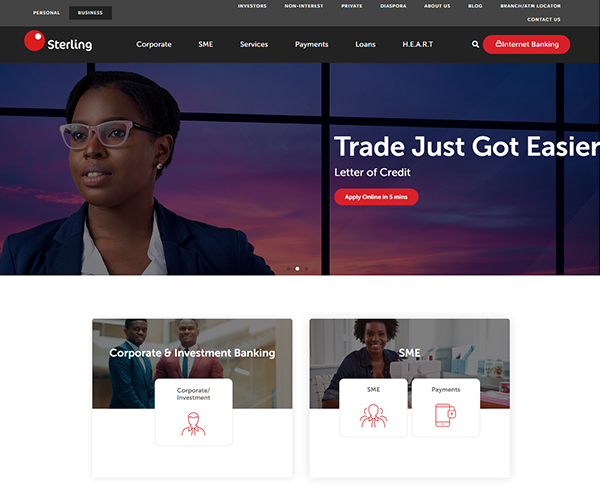 PERSONAL
BUSINESS
INVESTORS
NON-INTEREST
PRIVATE
DIASPORA
ABOUT US
BLOG
BRANCH/ATM LOCATOR
CONTACT US
Sterling
Corporate
SME
Services
Payments
Loans
H.E.A.R.T
Internet Banking
Trade Just Got Easier
Letter of Credit
Apply Online in 5 mins
Corporate & Investment Banking
Corporate/
Investment
SME
SME
Payments